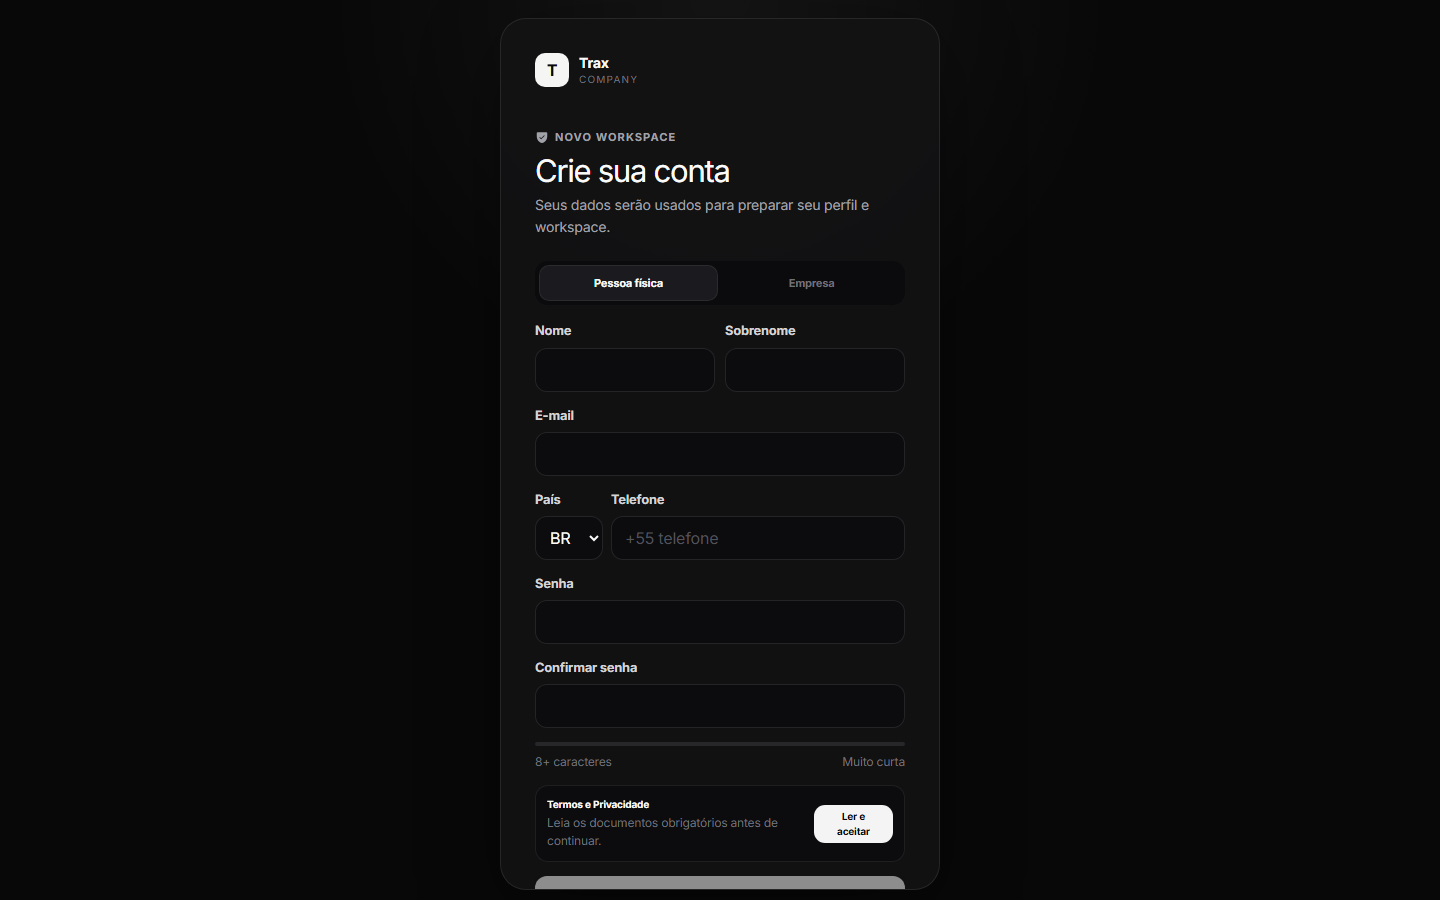 T
Trax
COMPANY
NOVO WORKSPACE
Crie sua conta
Seus dados serão usados para preparar seu perfil e
workspace.
Pessoa física
Empresa
Nome
Sobrenome
E-mail
País
Telefone
BR
+55 telefone
Senha
Confirmar senha
8+ caracteres
Muito curta
Termos e Privacidade
Leia os documentos obrigatórios antes de
continuar.
Ler e
aceitar